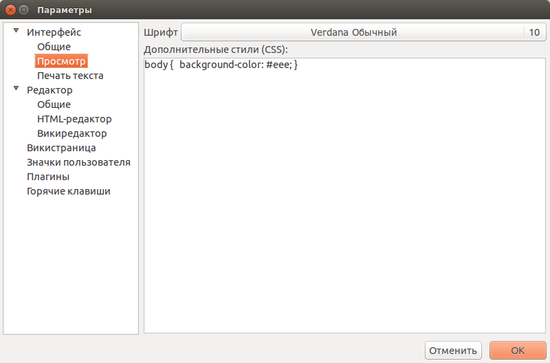 Параметры
Интерфейс
Общие
Просмотр
Печать текста
Редактор
Общие
HTML-редактор
Викиредактор
Викистраница
Значки пользователя
Плагины
Горячие клавиши
Шрифт Verdana Обычный 10
Дополнительные стили (CSS):
body { background-color: #eee; }
Отменить OK